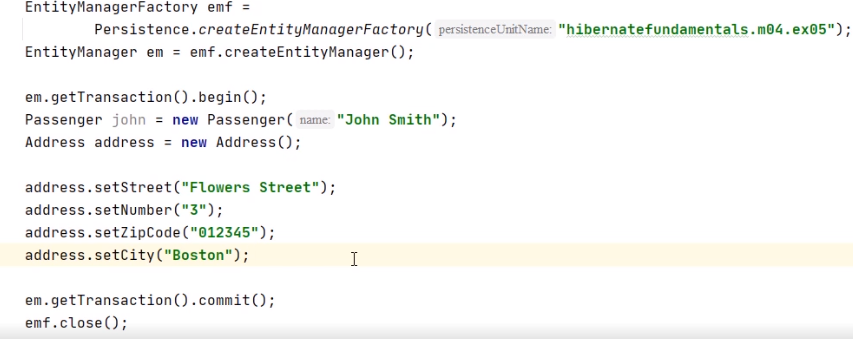 EntityManagerFactory emf =
Persistence.createEntityManagerFactory( persistenceUnitName: "hibernatefundamentals.m04.ex05");
EntityManager em = emf.createEntityManager();
em.getTransaction().begin();
Passenger john = new Passenger( name: "John Smith");
Address address = new Address();
address.setStreet("Flowers Street");
address.setNumber("3");
address.setZipCode("012345");
address.setCity("Boston");
em.getTransaction().commit();
emf.close();